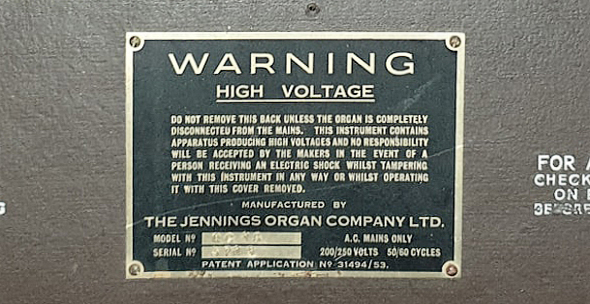 WARNING
HIGH VOLTAGE
DO NOT REMOVE THIS BACK UNLESS THE ORGAN IS COMPLETELY
DISCONNECTED FROM THE MAINS. THIS INSTRUMENT CONTAINS
APPARATUS PRODUCING HIGH VOLTAGES AND NO RESPONSIBILITY
WILL BE ACCEPTED BY THE MAKERS IN THE EVENT OF A
PERSON RECEIVING AN ELECTRIC SHOCK WHILST TAMPERING
WITH THIS INSTRUMENT IN ANY WAY OR WHILST OPERATING
IT WITH THIS COVER REMOVED.
MANUFACTURED BY
THE JENNINGS ORGAN COMPANY LTD.
MODEL Nº A.C. MAINS ONLY
SERIAL Nº 200/250 VOLTS 50/60 CYCLES
PATENT APPLICATION Nº 31494/53.
FOR
CHECK
ON